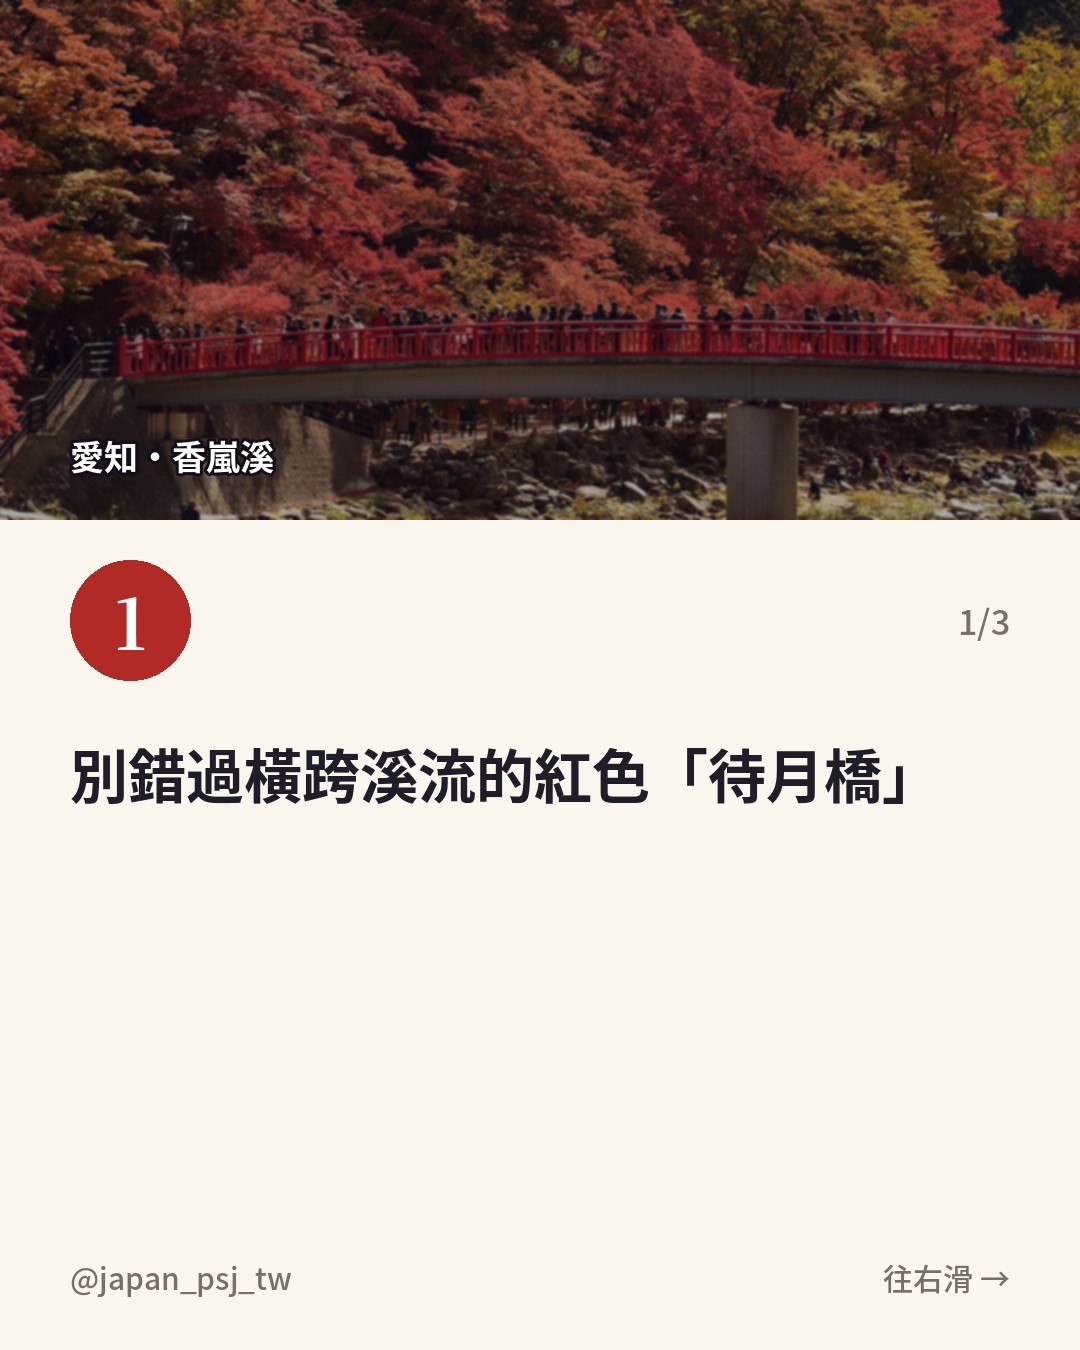 愛知・香嵐溪
1
1/3
別錯過橫跨溪流的紅色「待月橋」
@japan_psj_tw
往右滑 →